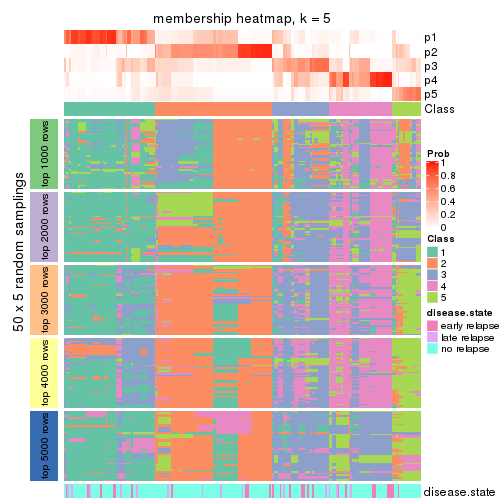 membership heatmap, k = 5
p1
p2
p3
p4
p5
Class
50 x 5 random samplings
top 1000 rows
top 2000 rows
top 3000 rows
top 4000 rows
top 5000 rows
Prob
1
0.8
0.6
0.4
0.2
0
Class
1
2
3
4
5
disease.state
early relapse
late relapse
no relapse
disease.state